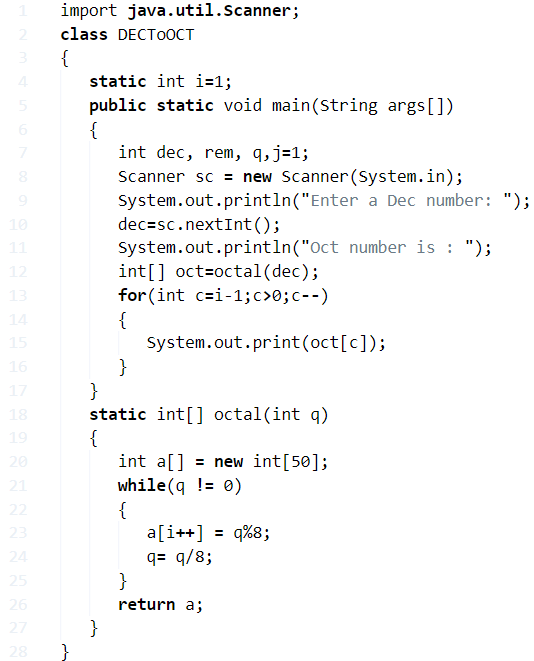 1 import java.util.Scanner;
2 class DECToOCT
3 {
4 static int i=1;
5 public static void main(String args[])
6 {
7 int dec, rem, q,j=1;
8 Scanner sc = new Scanner(System.in);
9 System.out.println("Enter a Dec number: ");
10 dec=sc.nextInt();
11 System.out.println("Oct number is : ");
12 int[] oct=octal(dec);
13 for(int c=i-1;c>0;c--)
14 {
15 System.out.print(oct[c]);
16 }
17 }
18 static int[] octal(int q)
19 {
20 int a[] = new int[50];
21 while(q != 0)
22 {
23 a[i++] = q%8;
24 q= q/8;
25 }
26 return a;
27 }
28 }